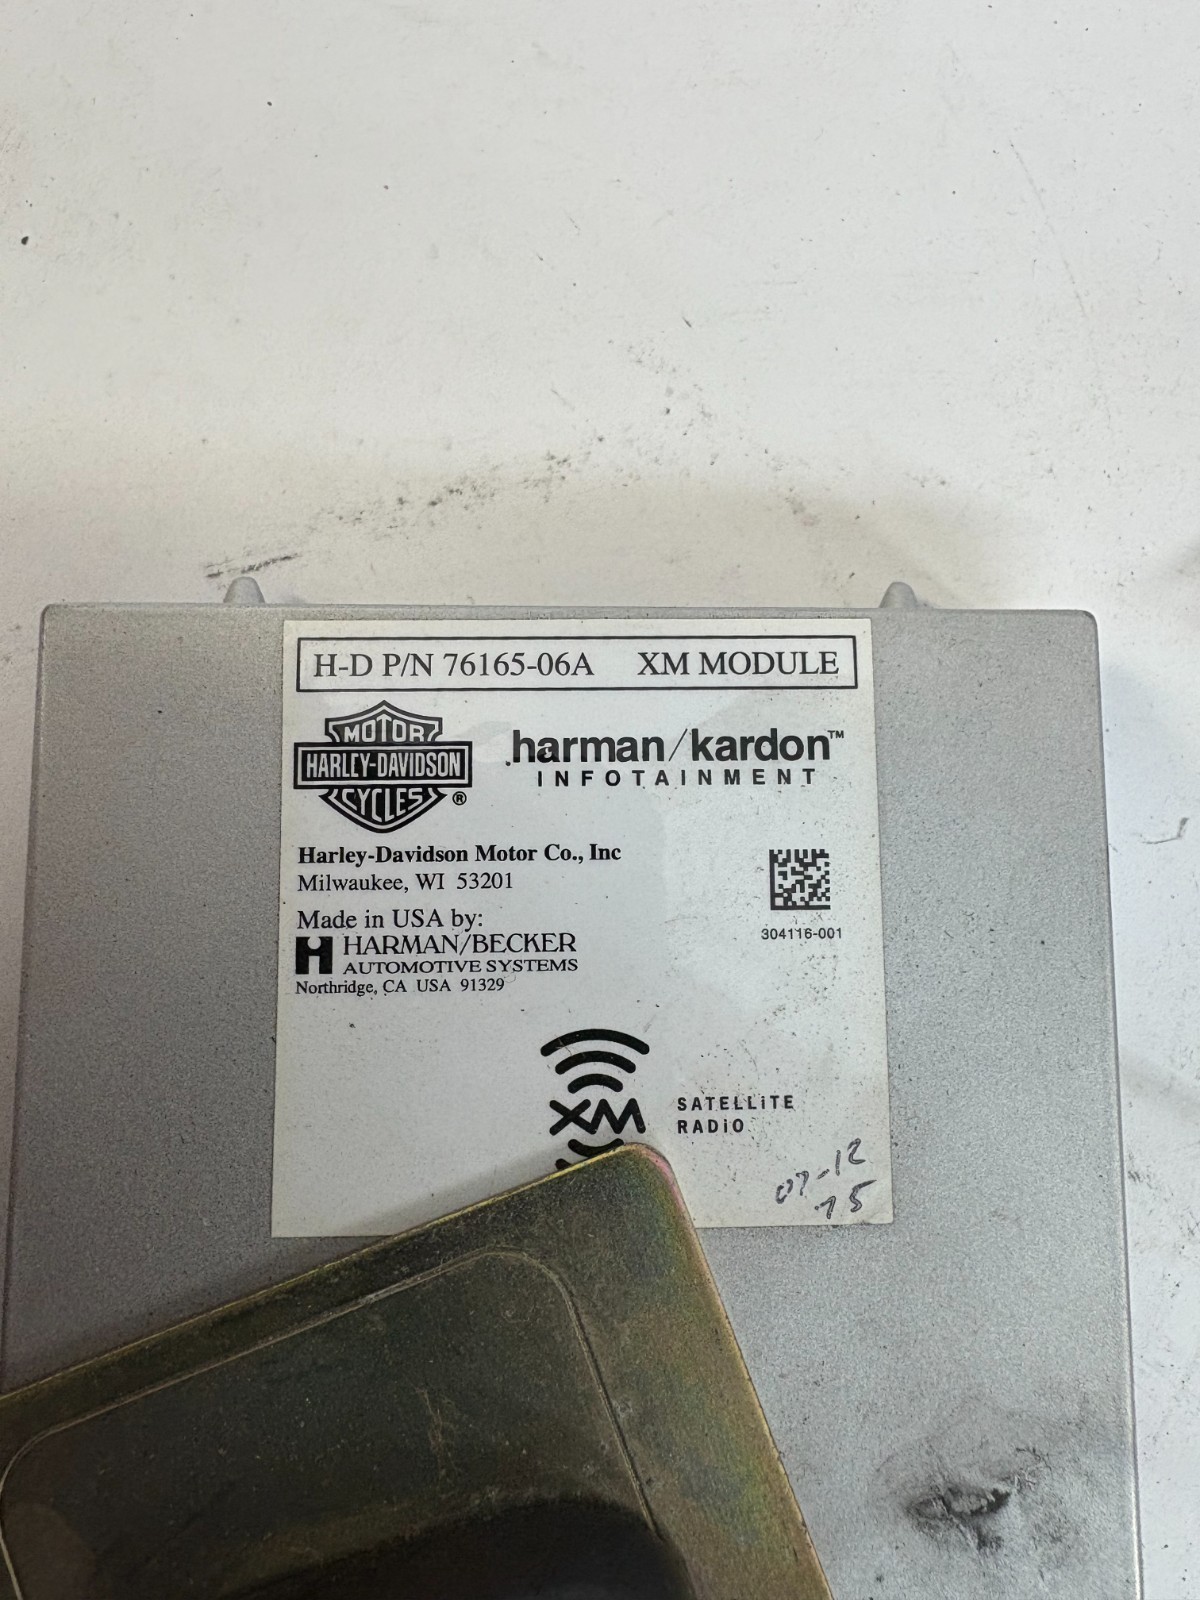 H-D P/N 76165-06A XM MODULE
MOTOR
HARLEY-DAVIDSON
CYCLES
®
harman/kardon™
INFOTAINMENT
Harley-Davidson Motor Co., Inc
Milwaukee, WI 53201
304116-001
Made in USA by:
H HARMAN/BECKER
AUTOMOTIVE SYSTEMS
Northridge, CA USA 91329
XM
SATELLiTE
RADiO
07-12
75